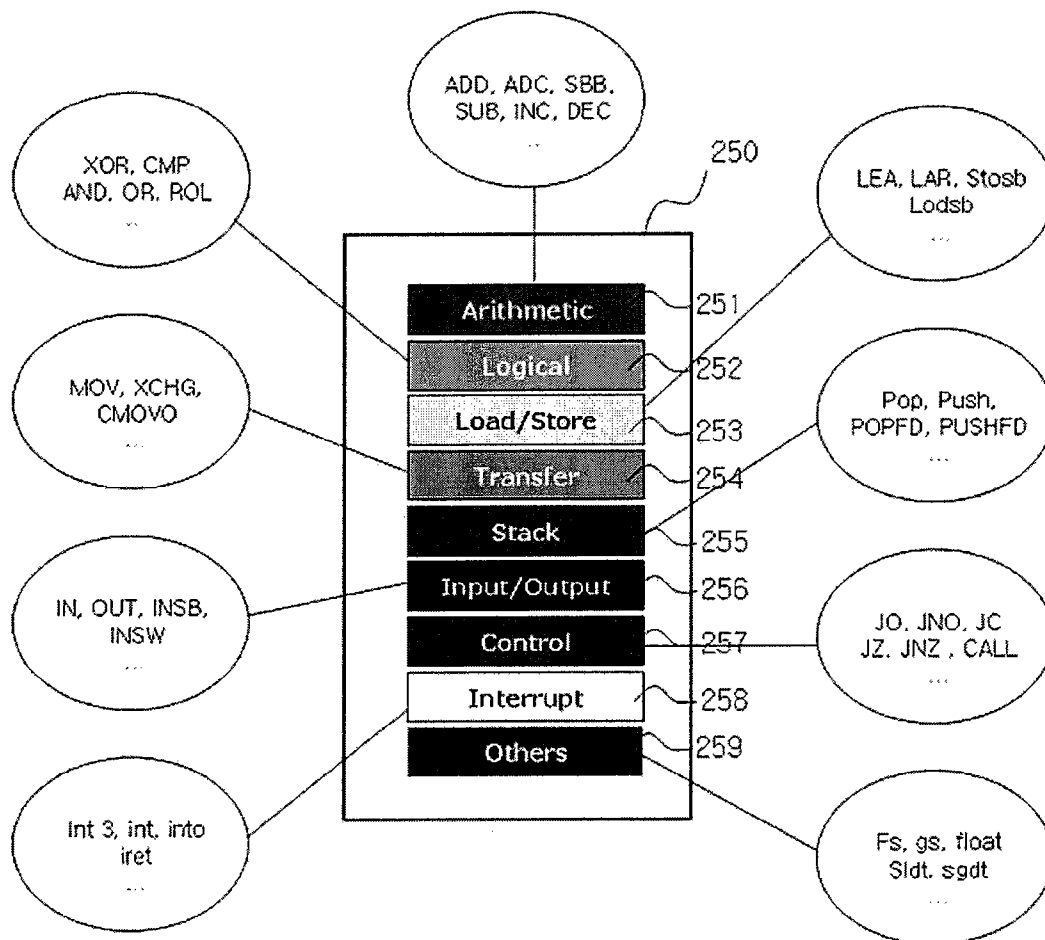 ADD, ADC, SBB,
SUB, INC, DEC
...
XOR, CMP
AND, OR, ROL
...
250
LEA, LAR, Stosb
Lodsb
...
Arithmetic
251
Logical
252
MOV, XCHG,
CMOVO
...
Load/Store
253
Pop, Push,
POPFD, PUSHFD
...
Transfer
254
Stack
255
Input/Output
256
IN, OUT, INSB,
INSW
...
Control
257
JO, JNO, JC
JZ, JNZ , CALL
...
Interrupt
258
Others
259
Int 3, int, into
iret
...
Fs, gs, float
Sldt, sgdt
...